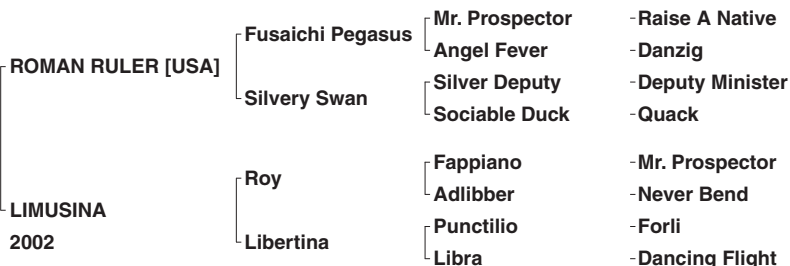 Mr. Prospector - Raise A Native
Fusaichi Pegasus
Angel Fever - Danzig
ROMAN RULER [USA]
Silver Deputy - Deputy Minister
Silvery Swan
Sociable Duck - Quack
Fappiano - Mr. Prospector
Roy
Adlibber - Never Bend
LIMUSINA
Punctilio - Forli
2002
Libertina
Libra - Dancing Flight